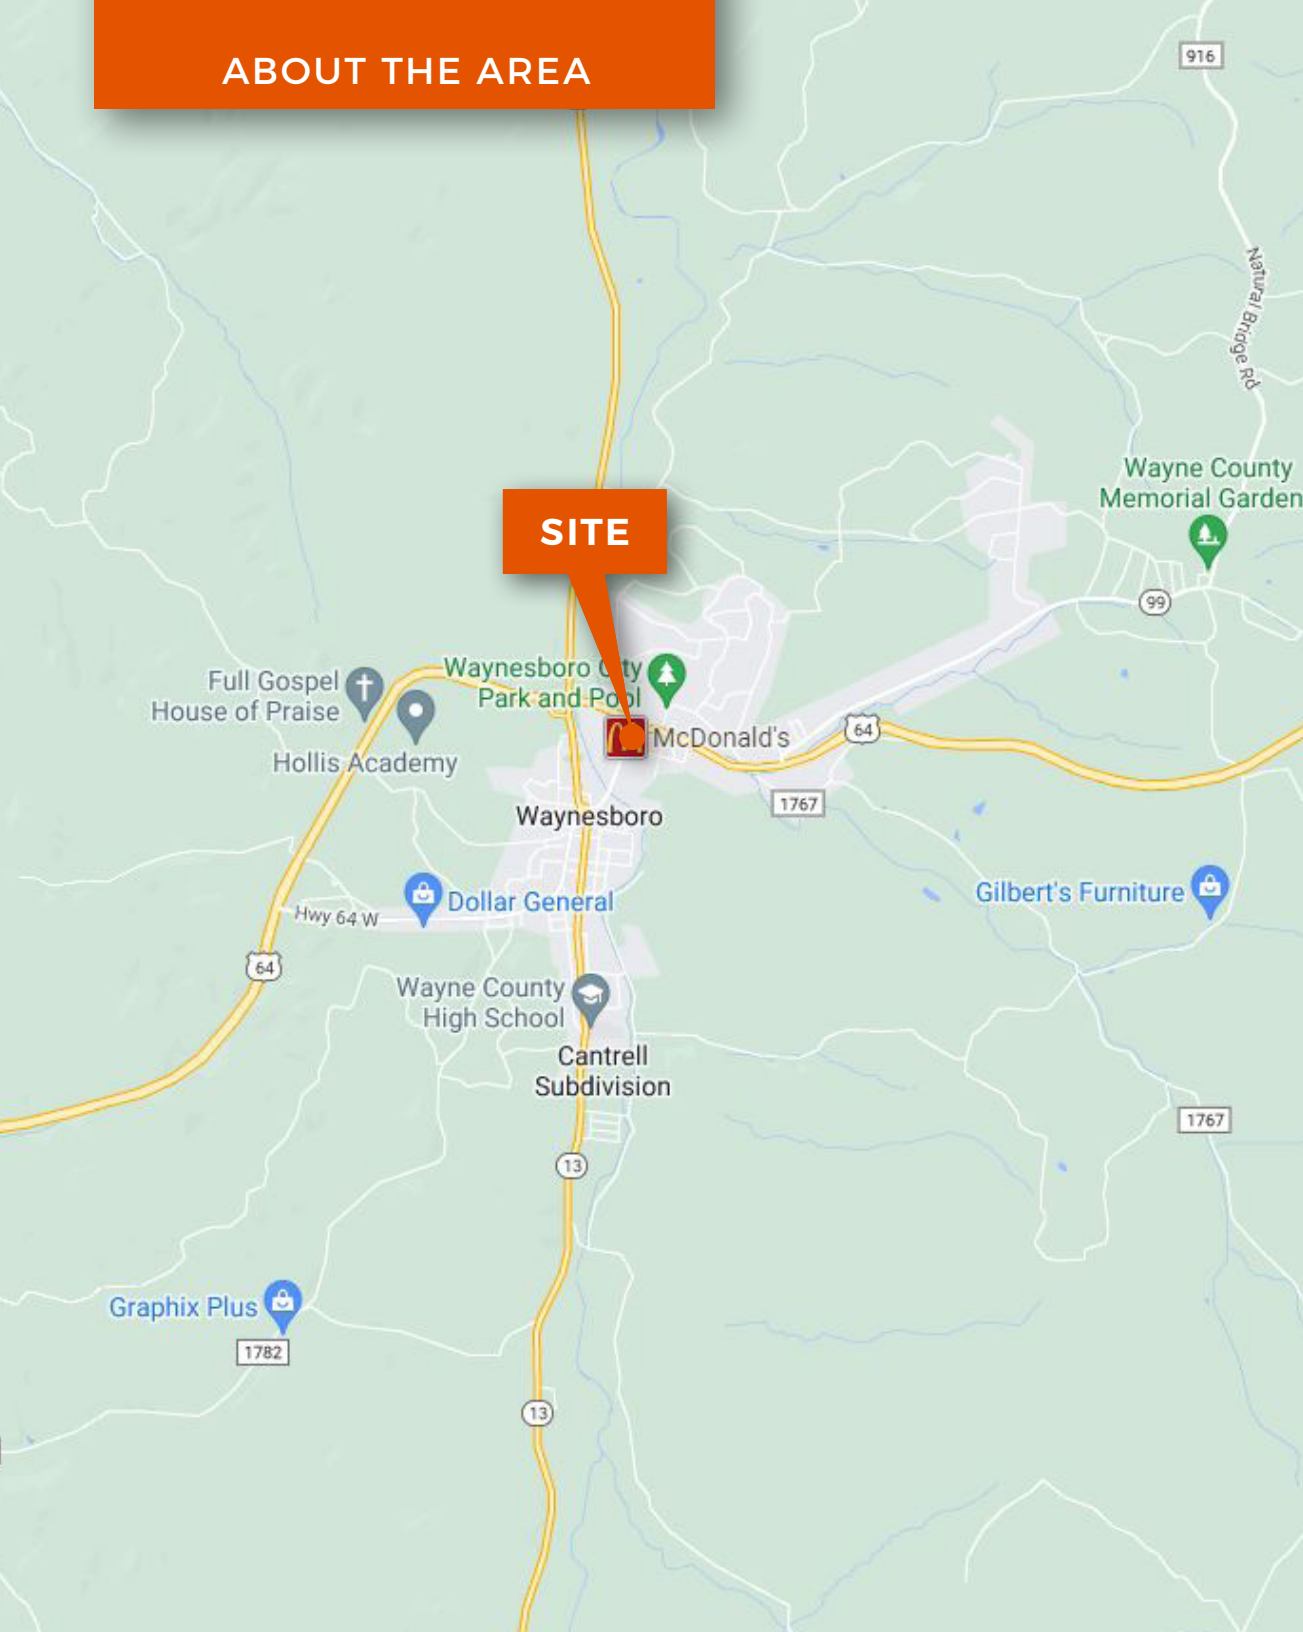 ABOUT THE AREA
916
Natural Bridge Rd
Wayne County
Memorial Garden
SITE
99
Waynesboro City
Park and Pool
Full Gospel
House of Praise
McDonald's
64
Hollis Academy
1767
Waynesboro
Dollar General
Gilbert's Furniture
Hwy 64 W
64
Wayne County
High School
Cantrell
Subdivision
1767
13
Graphix Plus
1782
13